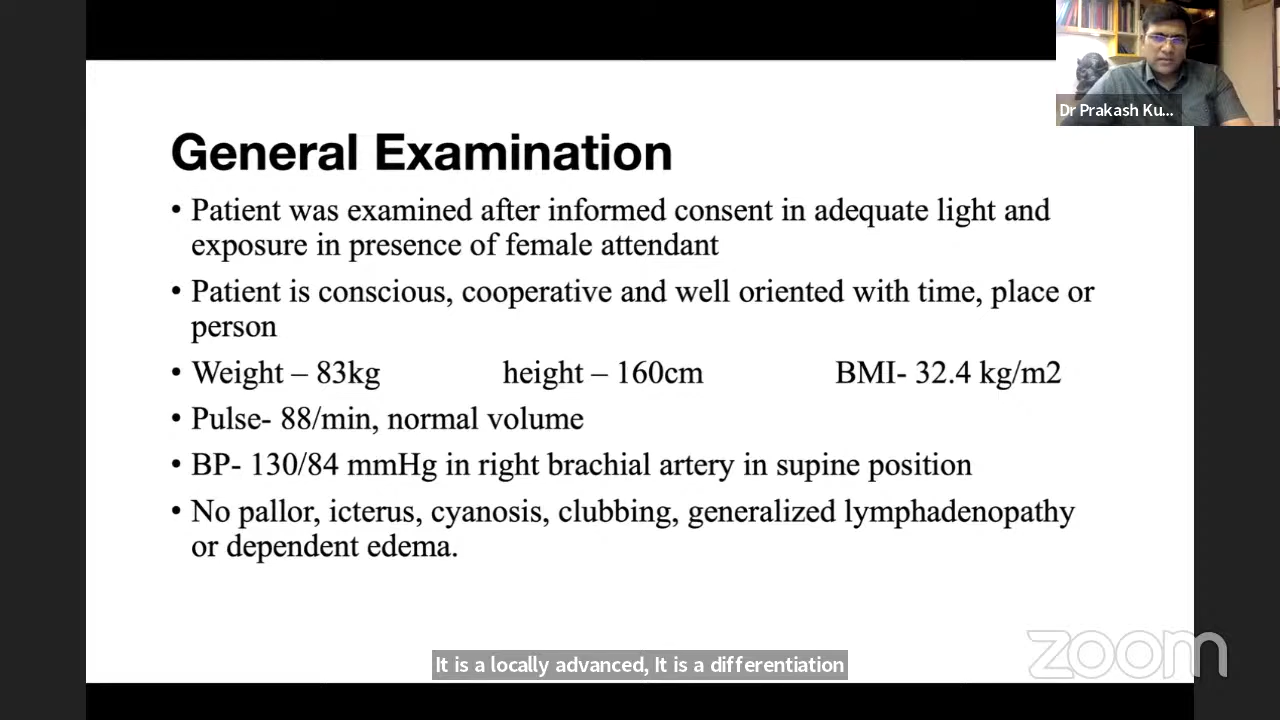 Dr Prakash Ku...
General Examination
• Patient was examined after informed consent in adequate light and
exposure in presence of female attendant
• Patient is conscious, cooperative and well oriented with time, place or
person
• Weight – 83kg height – 160cm BMI- 32.4 kg/m2
• Pulse- 88/min, normal volume
• BP- 130/84 mmHg in right brachial artery in supine position
• No pallor, icterus, cyanosis, clubbing, generalized lymphadenopathy
or dependent edema.
It is a locally advanced, It is a differentiation
zoom